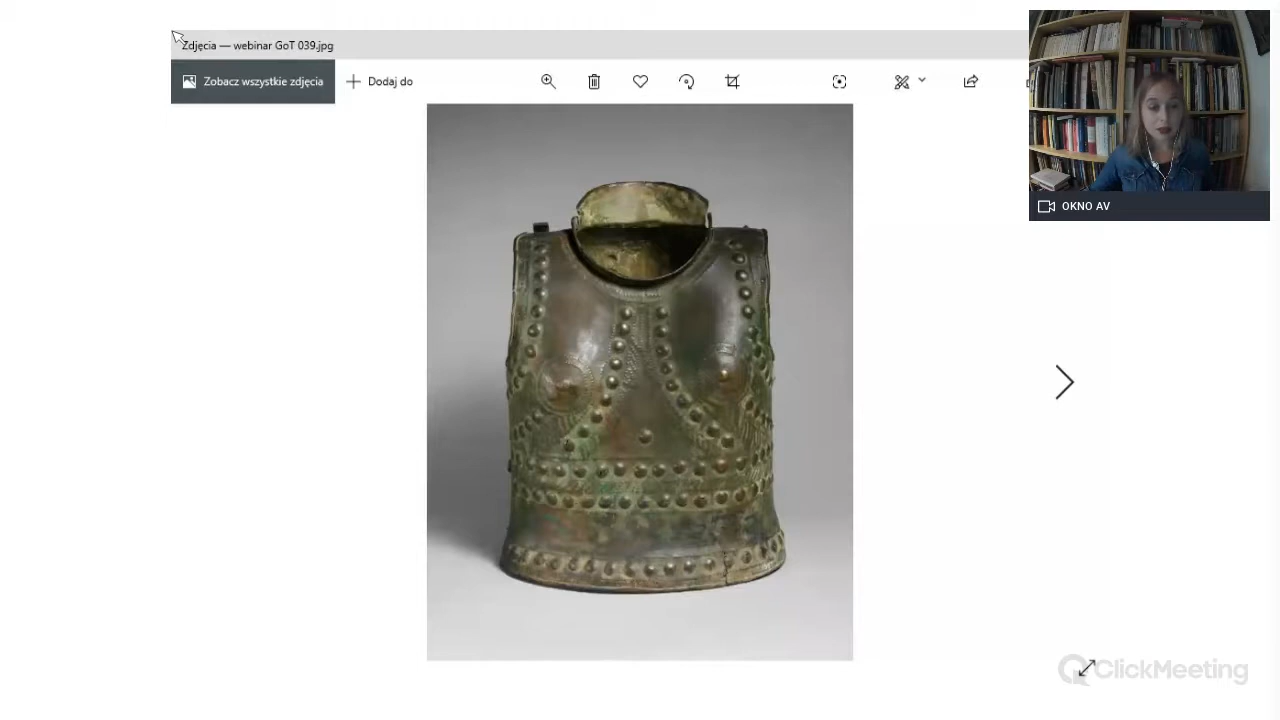 Zdjęcia — webinar GoT 039.jpg
Zobacz wszystkie zdjęcia
Dodaj do
OKNO AV
ClickMeeting